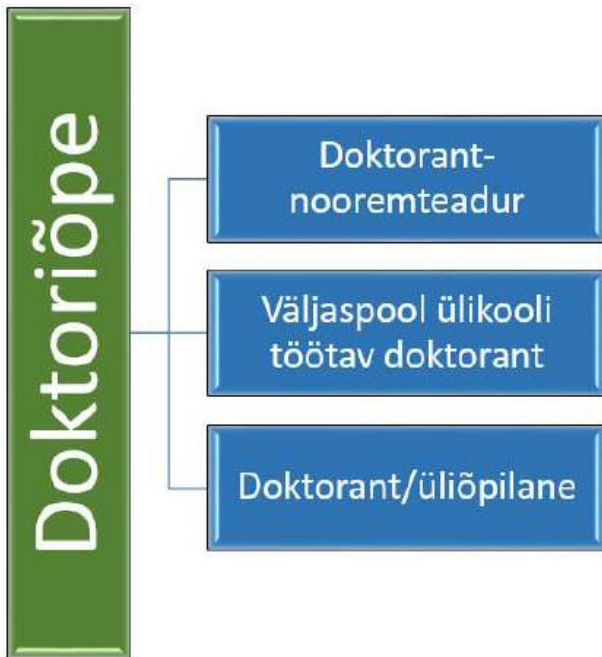 Doktoriõpe
Doktorant-
nooremteadur
Väljaspool ülikooli
töötav doktorant
Doktorant/üliõpilane